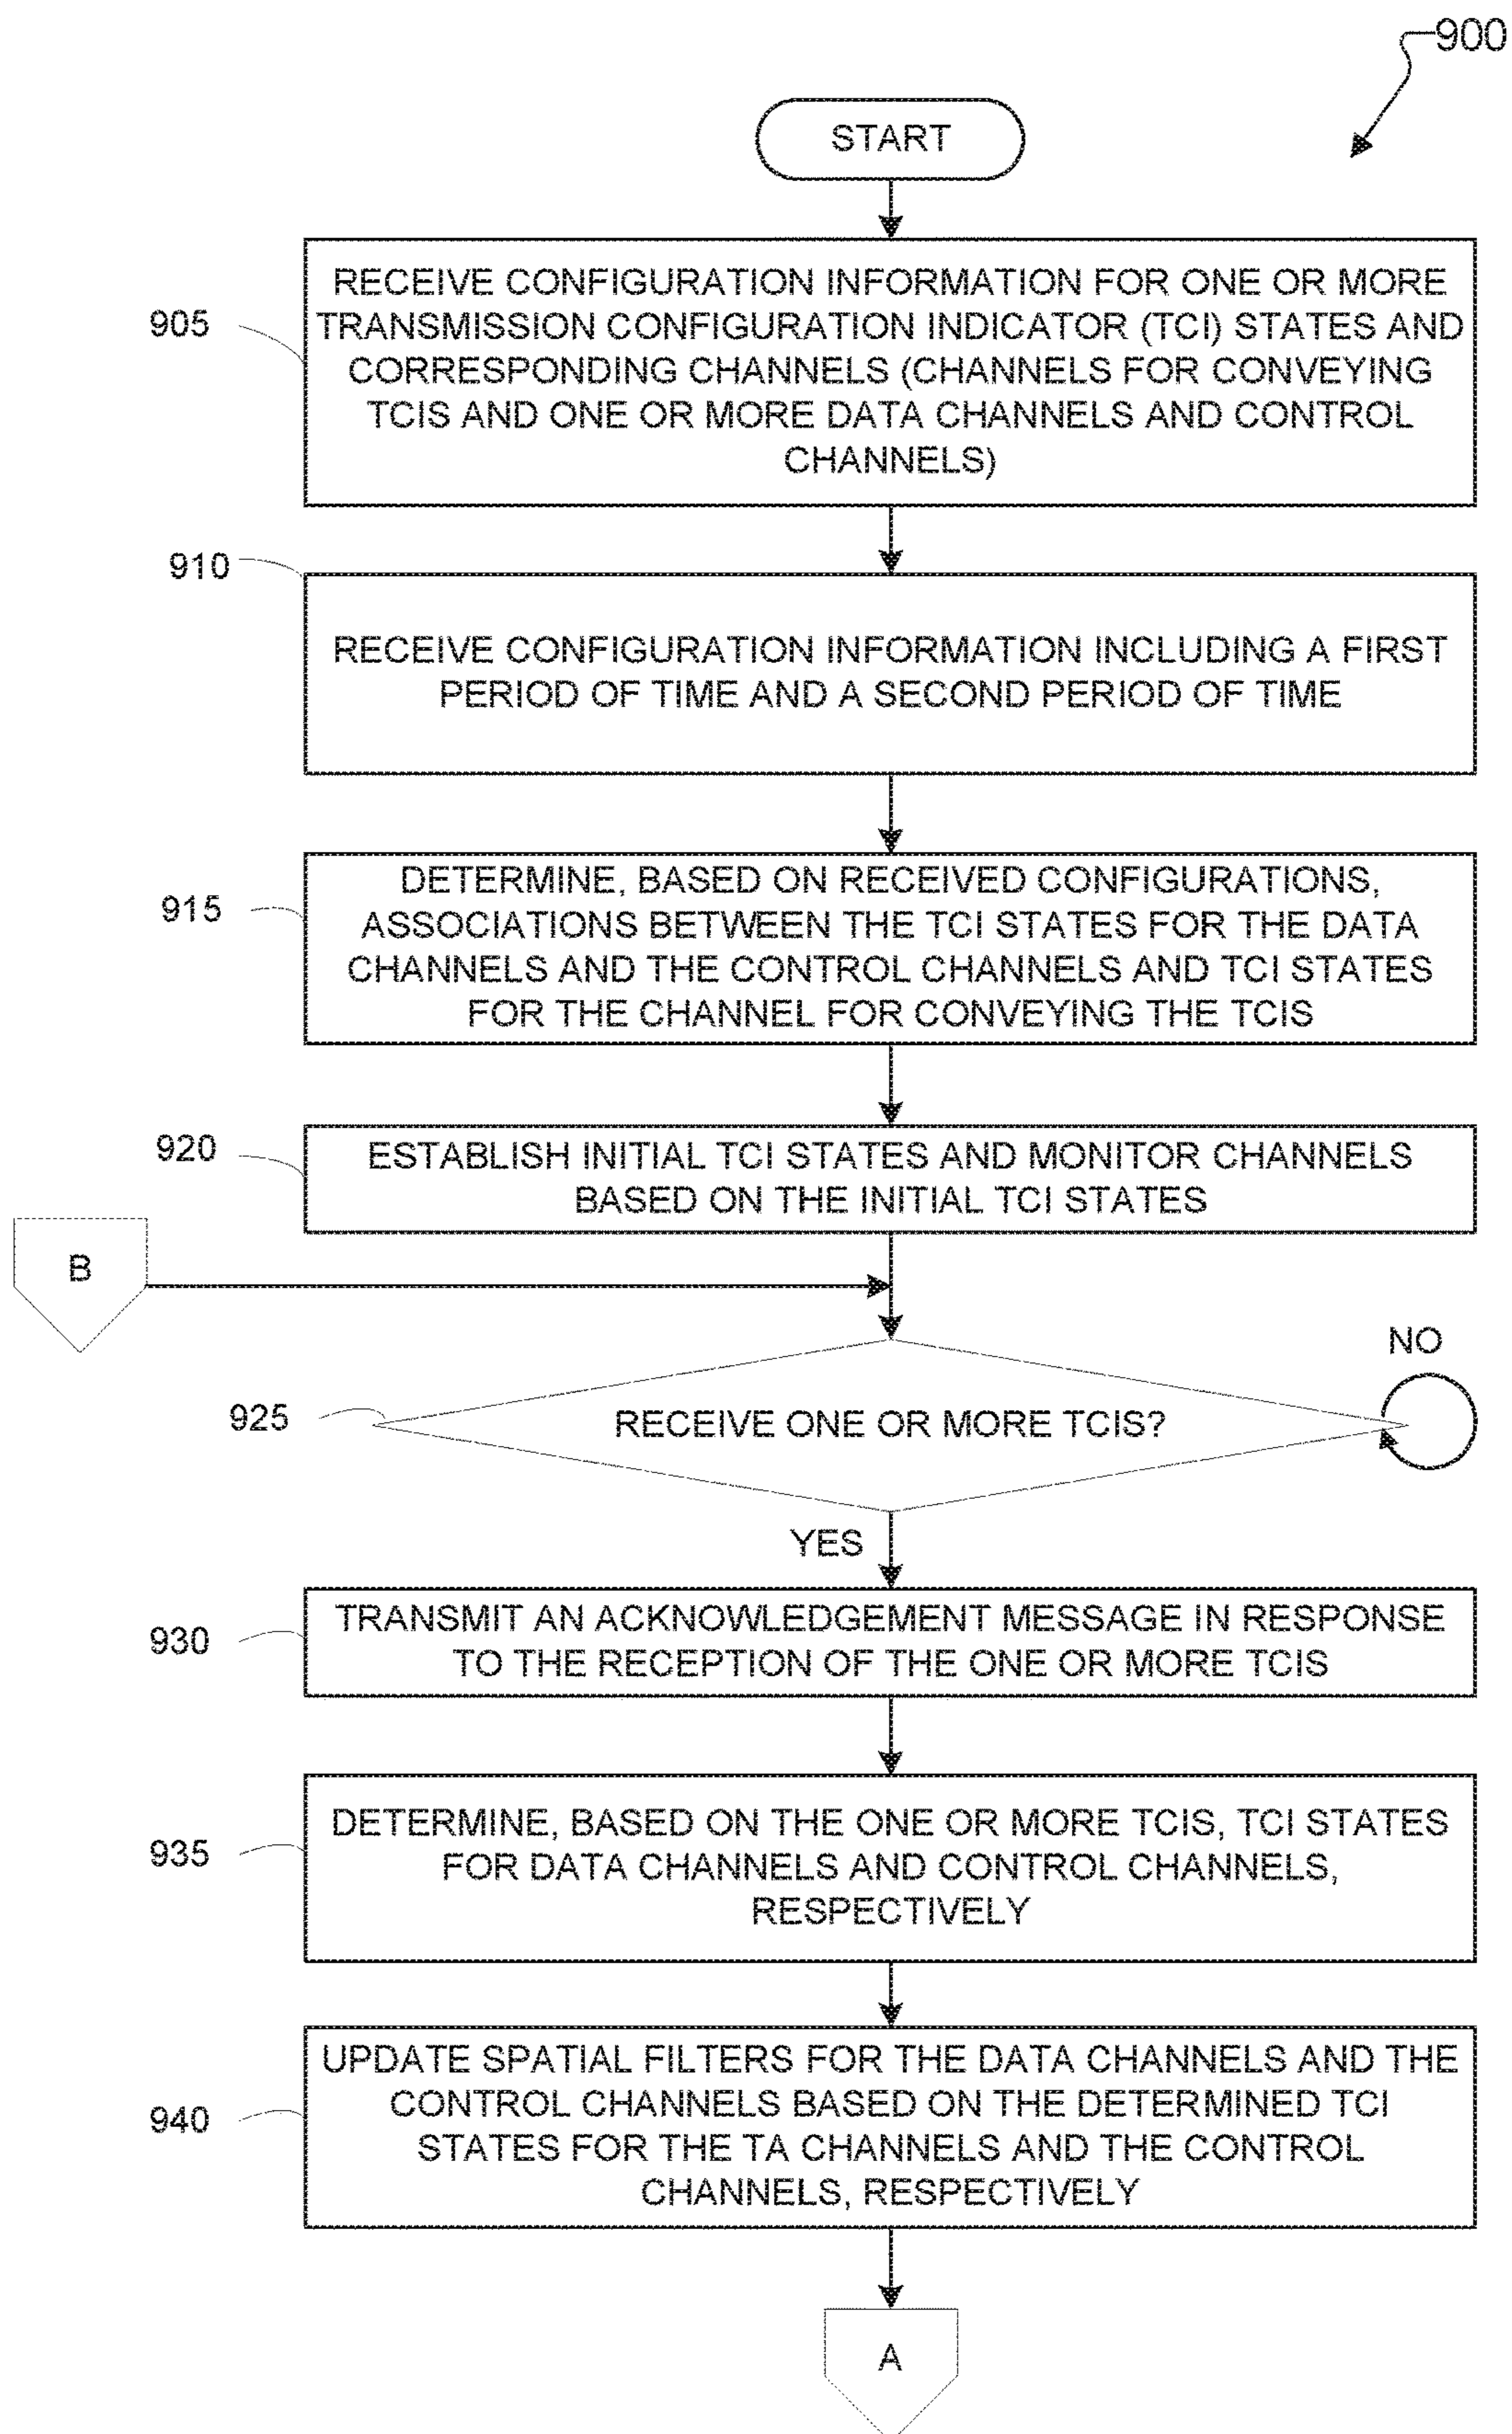 900
START
905
RECEIVE CONFIGURATION INFORMATION FOR ONE OR MORE
TRANSMISSION CONFIGURATION INDICATOR (TCI) STATES AND
CORRESPONDING CHANNELS (CHANNELS FOR CONVEYING
TCIS AND ONE OR MORE DATA CHANNELS AND CONTROL
CHANNELS)
910
RECEIVE CONFIGURATION INFORMATION INCLUDING A FIRST
PERIOD OF TIME AND A SECOND PERIOD OF TIME
915
DETERMINE, BASED ON RECEIVED CONFIGURATIONS,
ASSOCIATIONS BETWEEN THE TCI STATES FOR THE DATA
CHANNELS AND THE CONTROL CHANNELS AND TCI STATES
FOR THE CHANNEL FOR CONVEYING THE TCIS
920
ESTABLISH INITIAL TCI STATES AND MONITOR CHANNELS
BASED ON THE INITIAL TCI STATES
B
925
RECEIVE ONE OR MORE TCIS?
NO
YES
930
TRANSMIT AN ACKNOWLEDGEMENT MESSAGE IN RESPONSE
TO THE RECEPTION OF THE ONE OR MORE TCIS
935
DETERMINE, BASED ON THE ONE OR MORE TCIS, TCI STATES
FOR DATA CHANNELS AND CONTROL CHANNELS,
RESPECTIVELY
940
UPDATE SPATIAL FILTERS FOR THE DATA CHANNELS AND THE
CONTROL CHANNELS BASED ON THE DETERMINED TCI
STATES FOR THE TA CHANNELS AND THE CONTROL
CHANNELS, RESPECTIVELY
A